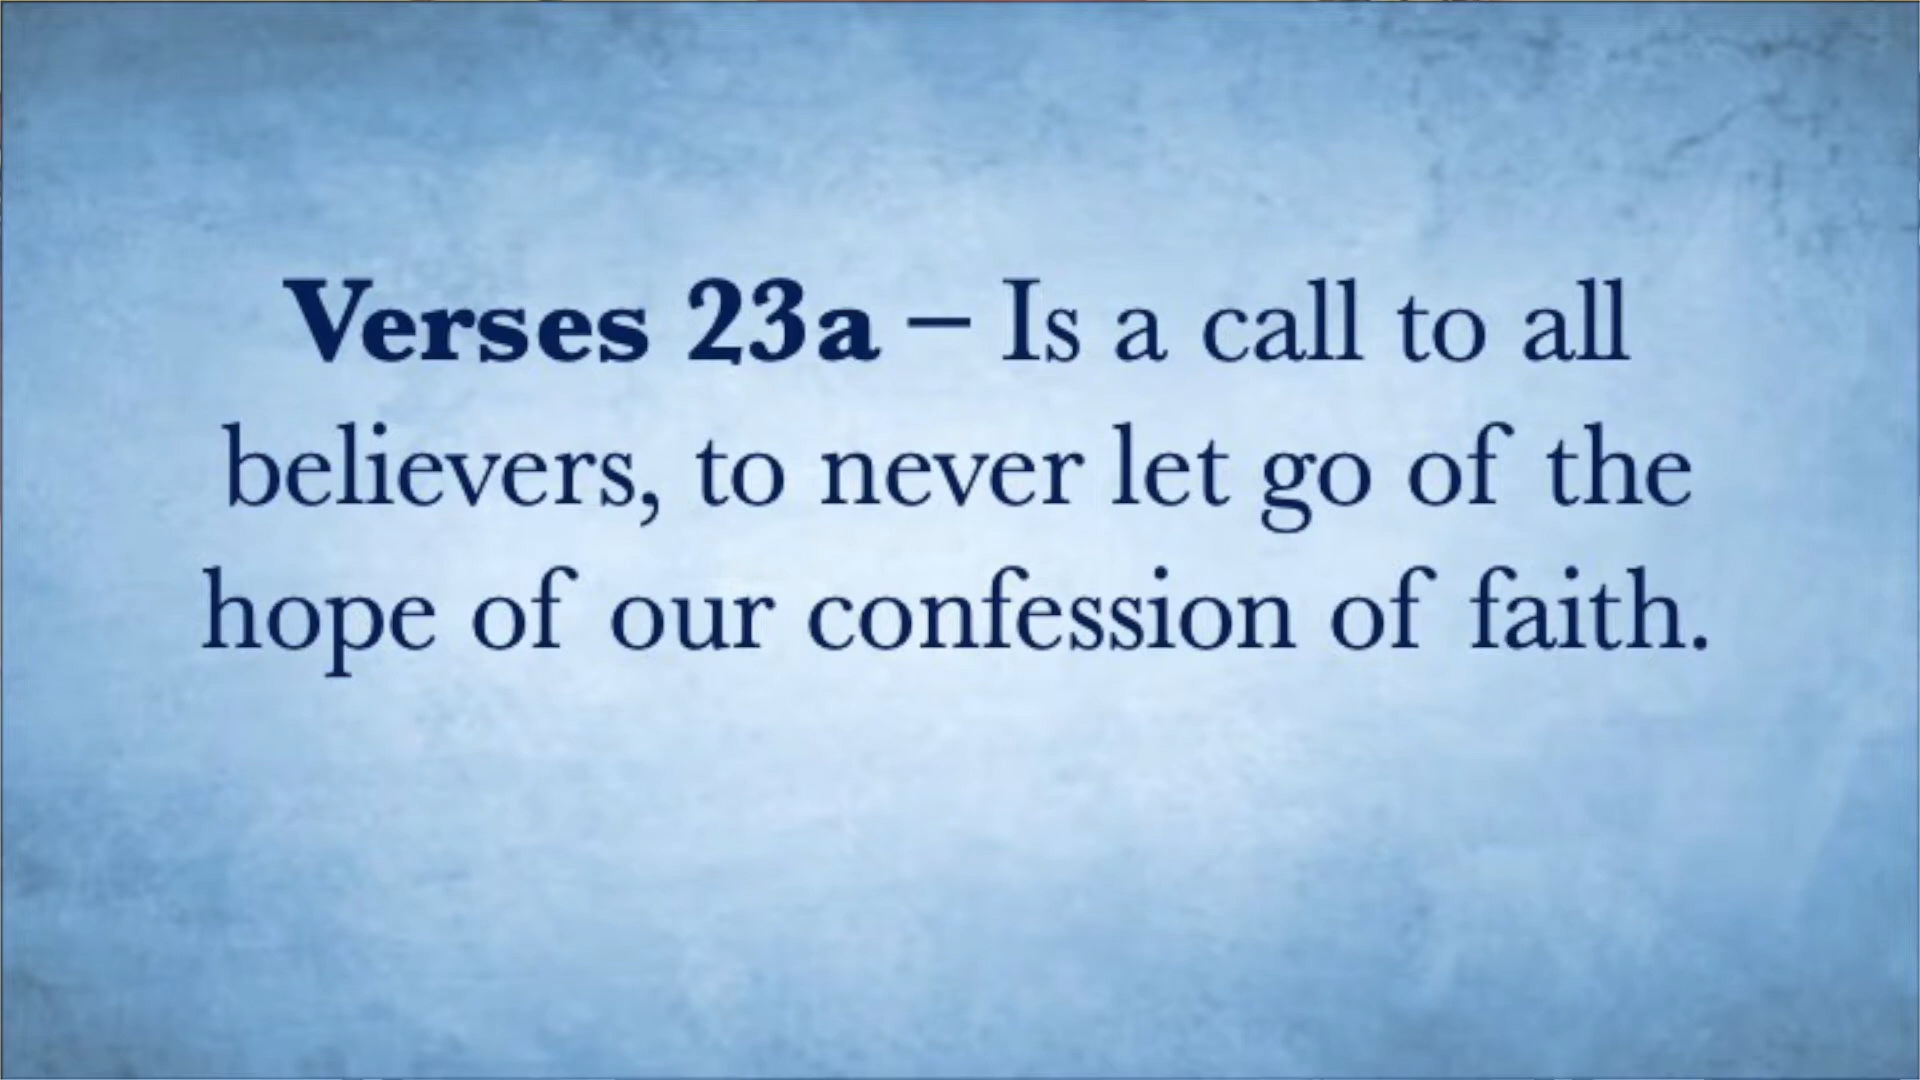 Verses 23a – Is a call to all
believers, to never let go of the
hope of our confession of faith.